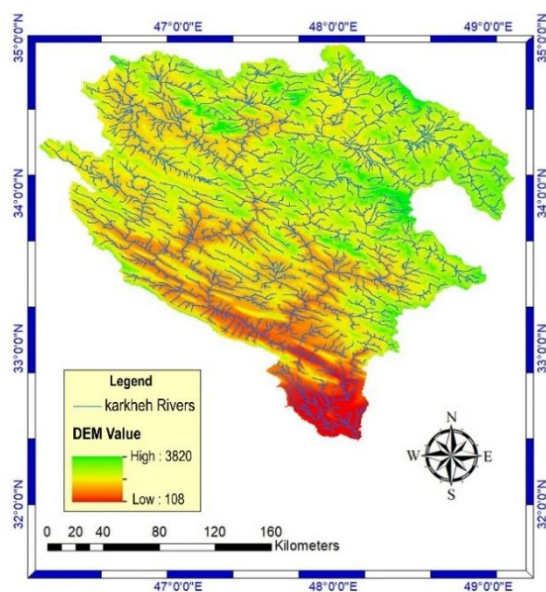 47°0'0"N 48°0'0"N 49°0'0"N
35°0'0"N
35°0'0"N
34°0'0"N
34°0'0"N
33°0'0"N
33°0'0"N
32°0'0"N
32°0'0"N
Legend
karkheh Rivers
DEM Value
High : 3820
Low : 108
N
W E
S
0 20 40 80 120 160
Kilometers
47°0'0"N 48°0'0"N 49°0'0"N